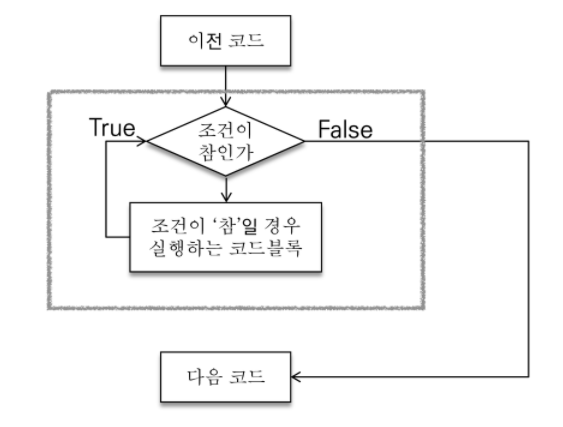 이전 코드
True
조건이
참인가
False
조건이 ‘참’일 경우
실행하는 코드블록
다음 코드